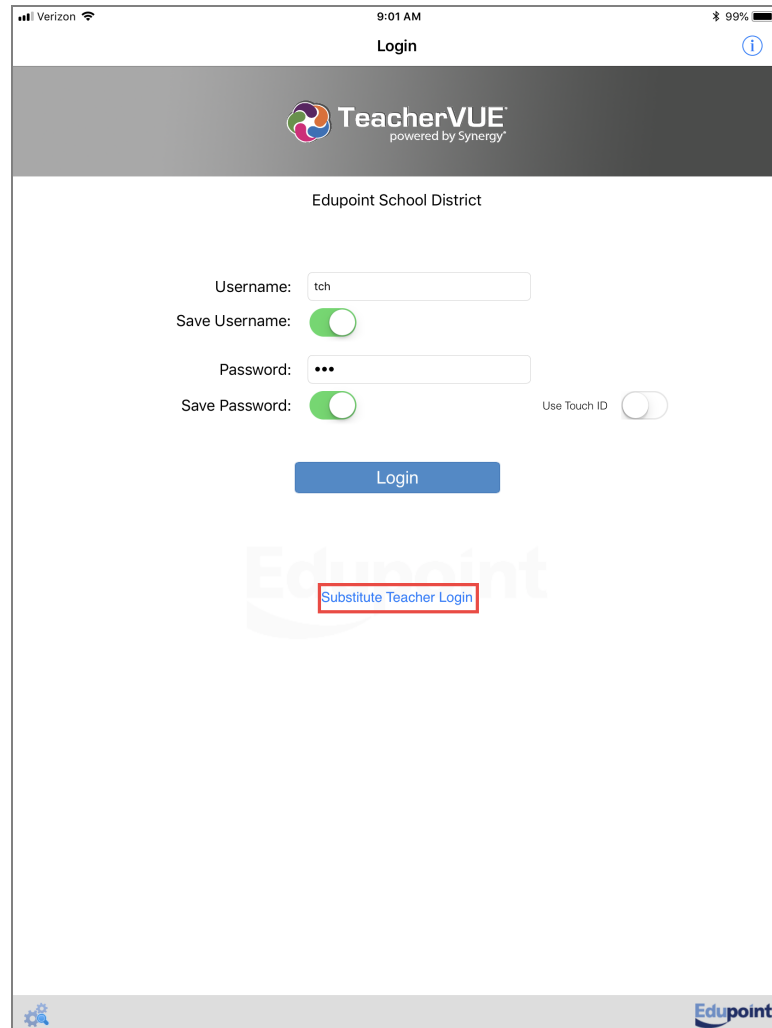 Verizon 9:01 AM 99%
Login
TeacherVUE
powered by Synergy
Edupoint School District
Username: tch
Save Username:
Password: •••
Save Password: Use Touch ID
Login
Edupoint
Substitute Teacher Login
Edupoint